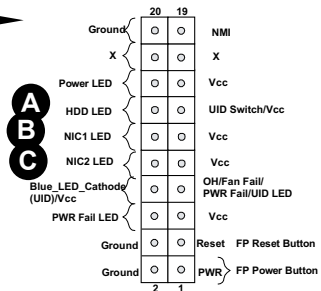 20 19
Ground NMI
X X
Power LED Vcc
A HDD LED UID Switch/Vcc
B NIC1 LED Vcc
C NIC2 LED Vcc
Blue_LED_Cathode
(UID)/Vcc
OH/Fan Fail/
PWR Fail/UID LED
PWR Fail LED Vcc
Ground Reset FP Reset Button
Ground PWR FP Power Button
2 1